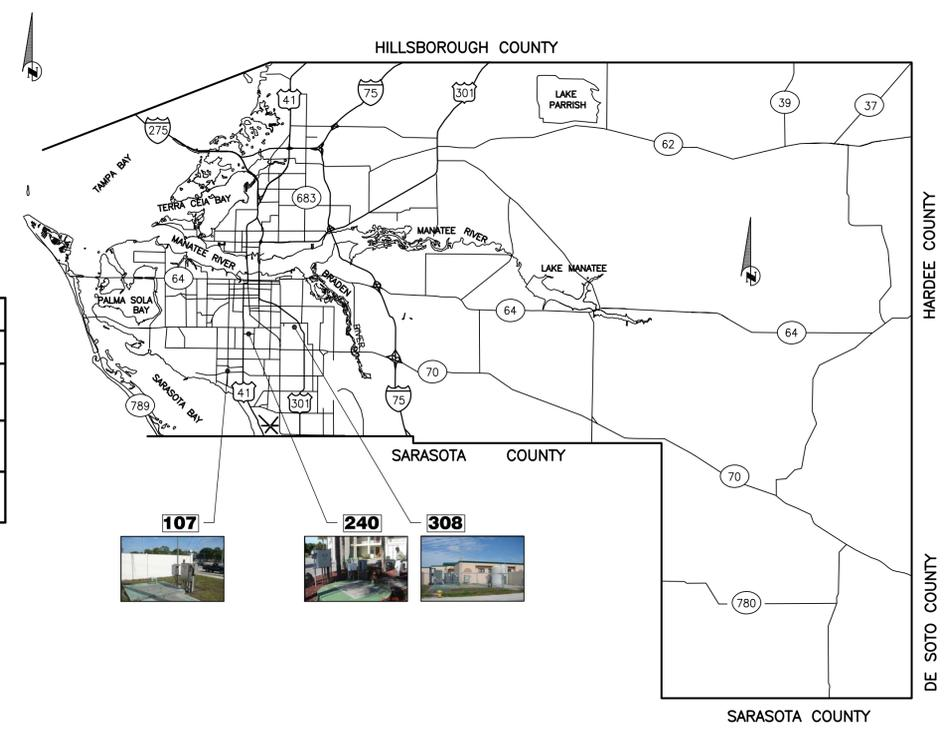 HILLSBOROUGH COUNTY
N
41
75
301
LAKE
PARRISH
39
37
275
62
TAMPA BAY
TERRA CEIA BAY
683
HARDEE COUNTY
MANATEE RIVER
MANATEE RIVER
N
64
BRADEN
RIVER
LAKE MANATEE
PALMA SOLA
BAY
64
64
SARASOTA BAY
70
789
41
301
75
SARASOTA COUNTY
70
107
240
308
780
DE SOTO COUNTY
SARASOTA COUNTY